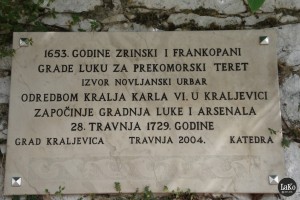 1653. GODINE ZRINSKI I FRANKOPANI
GRADE LUKU ZA PREKOMORSKI TERET
IZVOR NOVLJANSKI URBAR
ODREDBOM KRALJA KARLA VI. U KRALJEVICI
ZAPOČINJE GRADNJA LUKE I ARSENALA
28. TRAVNJA 1729. GODINE
GRAD KRALJEVICA TRAVNJA 2004. KATEDRA
LaKo